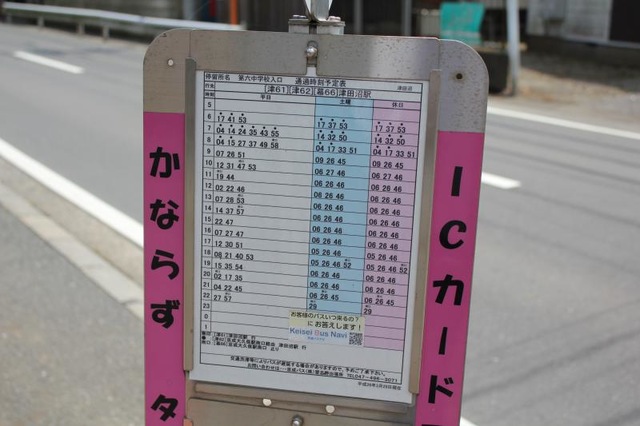 停留所名 第六中学校入口 通過時刻予定表
[津61][津62][幕66]津田沼駅
平日 土曜 休日
5
6 17 41 53 17 37 53 17 37 53
7 04 14 24 35 43 55 14 32 50 14 32 50
8 04 15 27 37 49 58 04 17 33 51 04 17 33 51
9 07 26 51 09 26 45 09 26 45
10 12 31 47 53 06 27 46 06 27 46
11 19 44 06 26 46 06 26 46
12 02 22 46 06 26 46 06 26 46
13 07 28 53 06 26 46 06 26 46
14 14 37 57 06 26 46 06 26 46
15 22 47 06 26 46 06 26 46
16 07 27 47 06 26 46 06 26 46
17 12 30 51 06 26 46 06 26 46
18 08 21 40 53 05 26 46 52 05 26 46 52
19 15 35 54 06 26 46 06 26 46
20 02 17 35 06 26 46 06 26 46
21 04 22 45 06 26 45 06 26 45
22 27 57 29 29
23
0
1
お客様のバスいつ来るの?
にお答えします!
Keisei Bus Navi
かならず タ
ICカード